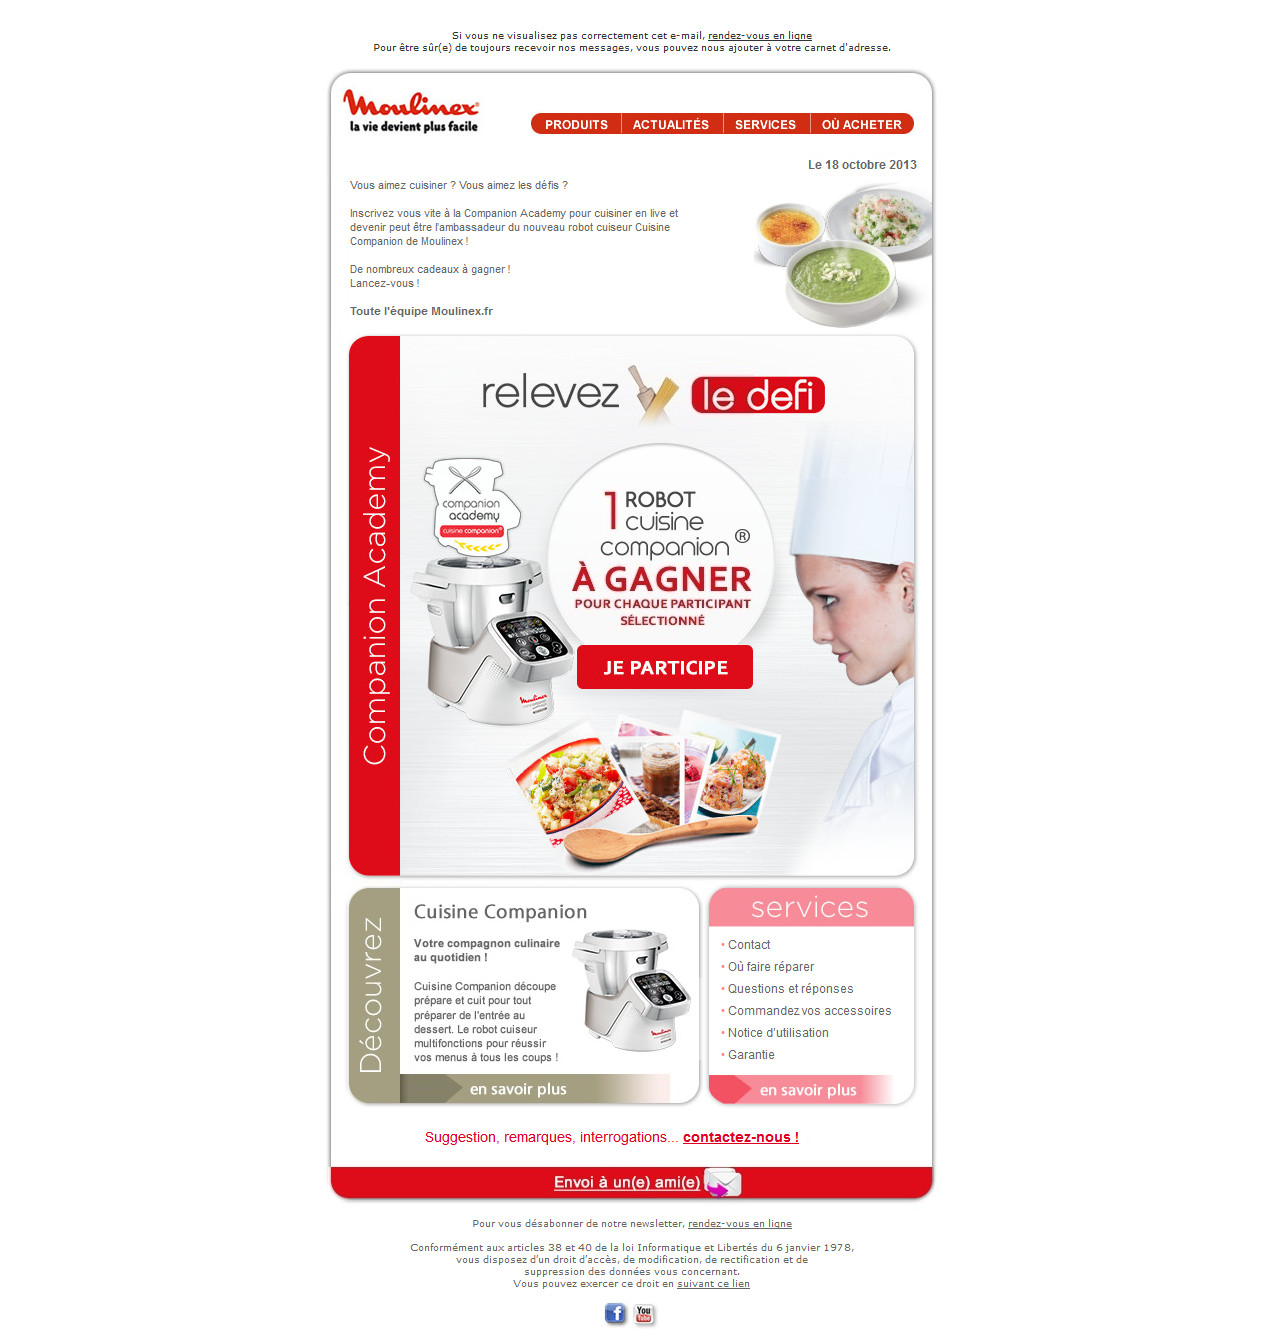 Si vous ne visualisez pas correctement cet e-mail, rendez-vous en ligne
Pour être sûr(e) de toujours recevoir nos messages, vous pouvez nous ajouter à votre carnet d'adresse.
Moulinex®
la vie devient plus facile
PRODUITS
ACTUALITÉS
SERVICES
OÙ ACHETER
Le 18 octobre 2013
Vous aimez cuisiner ? Vous aimez les défis ?
Inscrivez vous vite à la Companion Academy pour cuisiner en live et
devenir peut être l'ambassadeur du nouveau robot cuiseur Cuisine
Companion de Moulinex !
De nombreux cadeaux à gagner !
Lancez-vous !
Toute l'équipe Moulinex.fr
Companion Academy
relevez le defi
companion
academy
cuisine companion®
1 ROBOT
cuisine
companion®
À GAGNER
POUR CHAQUE PARTICIPANT
SÉLECTIONNÉ
JE PARTICIPE
Moulinex
Découvrez
Cuisine Companion
Votre compagnon culinaire
au quotidien !
Cuisine Companion découpe
prépare et cuit pour tout
préparer de l'entrée au
dessert. Le robot cuiseur
multifonctions pour réussir
vos menus à tous les coups !
Moulinex
en savoir plus
services
• Contact
• Où faire réparer
• Questions et réponses
• Commandez vos accessoires
• Notice d'utilisation
• Garantie
en savoir plus
Suggestion, remarques, interrogations... contactez-nous !
Envoi à un(e) ami(e)
Pour vous désabonner de notre newsletter, rendez-vous en ligne
Conformément aux articles 38 et 40 de la loi Informatique et Libertés du 6 janvier 1978,
vous disposez d'un droit d'accès, de modification, de rectification et de
suppression des données vous concernant.
Vous pouvez exercer ce droit en suivant ce lien
f
You
Tube